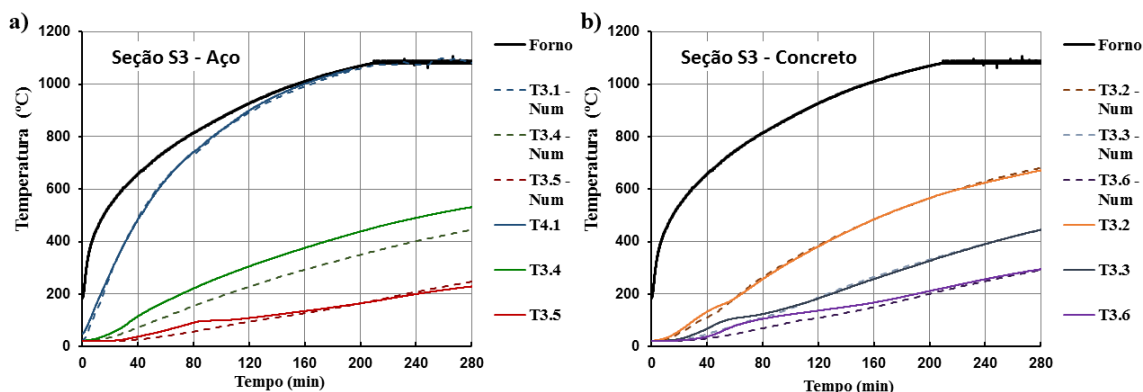 a)
Seção S3 - Aço
Temperatura (ºC)
1200
1000
800
600
400
200
0
0 40 80 120 160 200 240 280
Tempo (min)
Forno
T3.1 -
Num
T3.4 -
Num
T3.5 -
Num
T4.1
T3.4
T3.5
b)
Seção S3 - Concreto
Temperatura (ºC)
1200
1000
800
600
400
200
0
0 40 80 120 160 200 240 280
Tempo (min)
Forno
T3.2 -
Num
T3.3 -
Num
T3.6 -
Num
T3.2
T3.3
T3.6